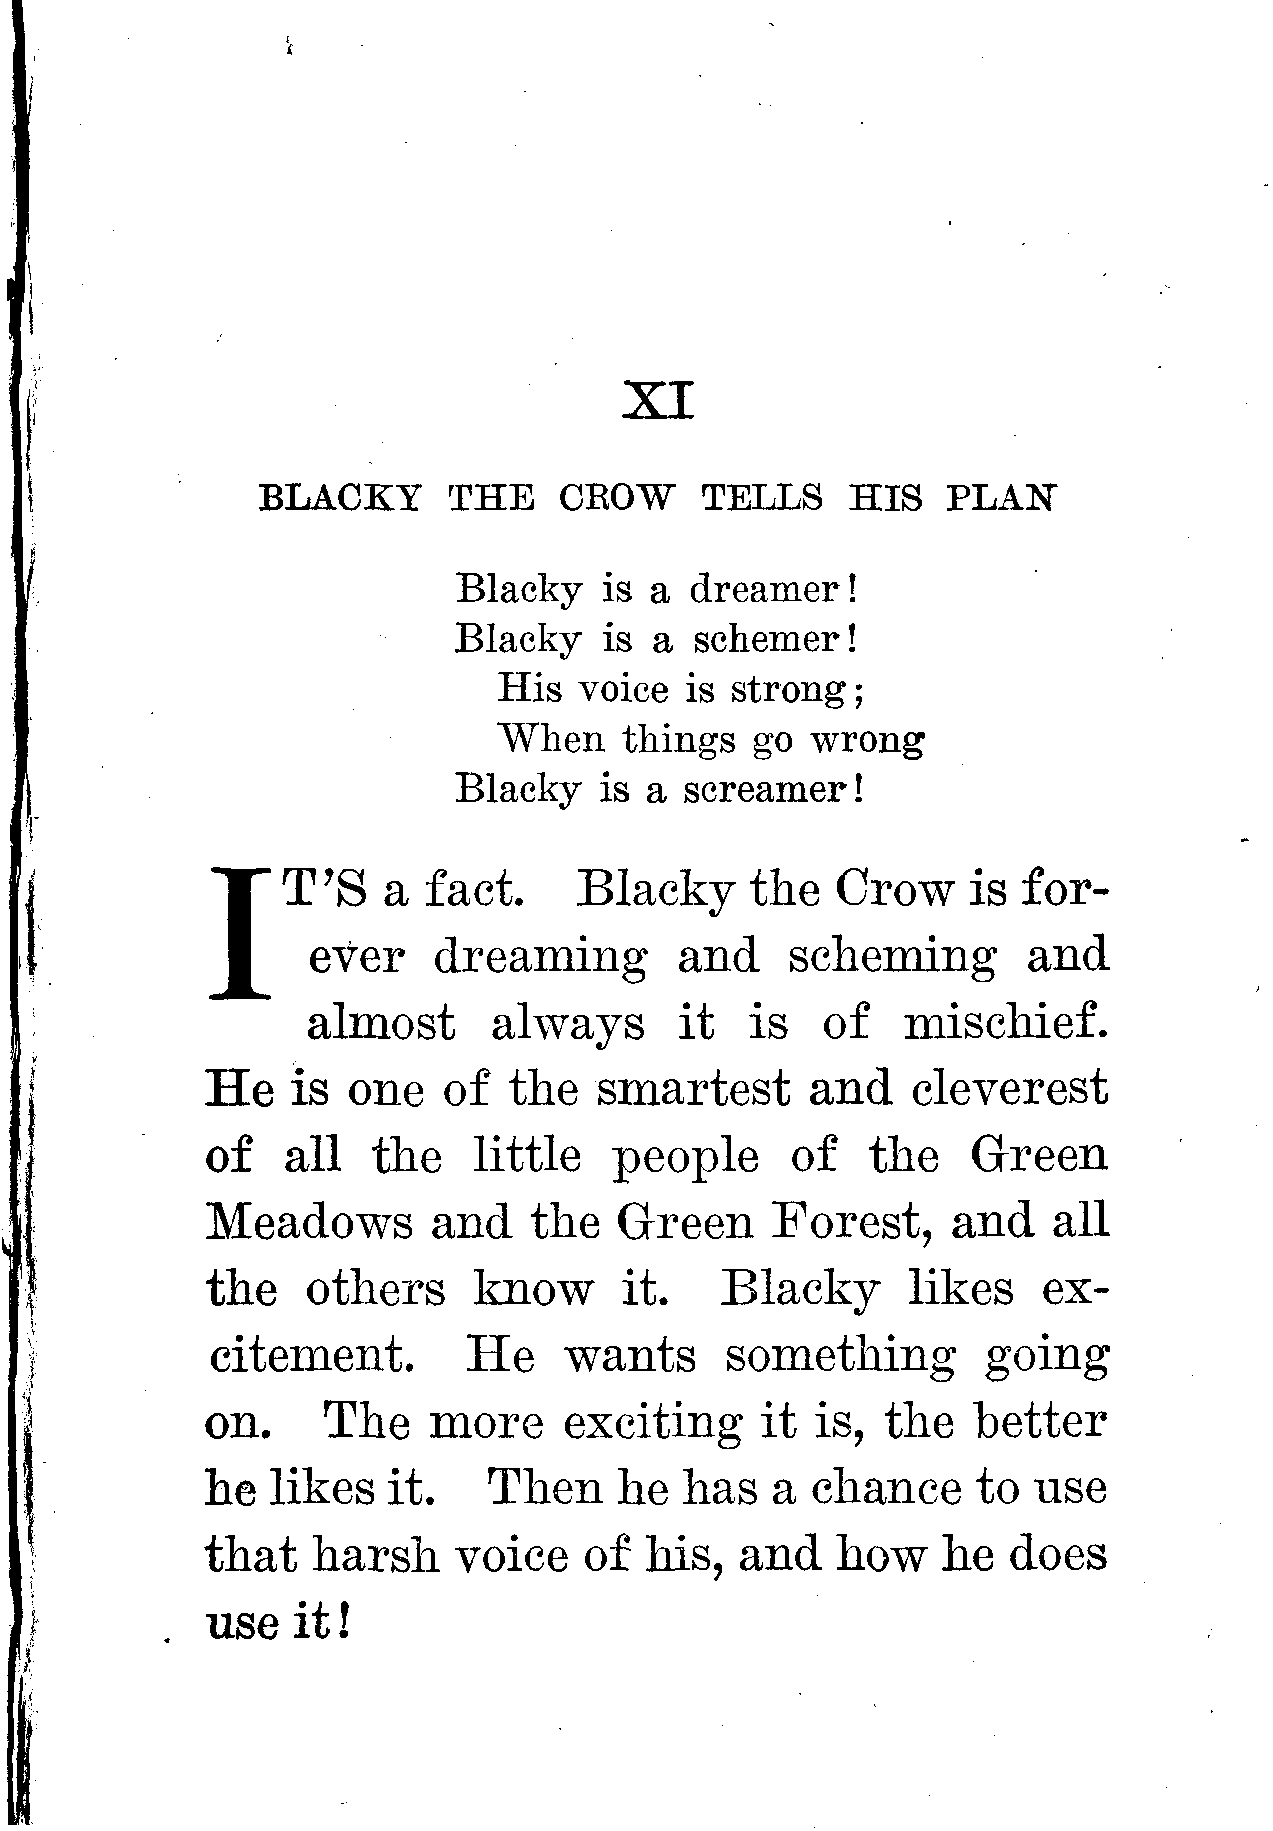 XI
BLACKY THE CROW TELLS HIS PLAN
Blacky is a dreamer!
Blacky is a schemer!
His voice is strong;
When things go wrong
Blacky is a screamer!
IT'S a fact. Blacky the Crow is for-
ever dreaming and scheming and
almost always it is of mischief.
He is one of the smartest and cleverest
of all the little people of the Green
Meadows and the Green Forest, and all
the others know it. Blacky likes ex-
citement. He wants something going
on. The more exciting it is, the better
he likes it. Then he has a chance to use
that harsh voice of his, and how he does
use it!